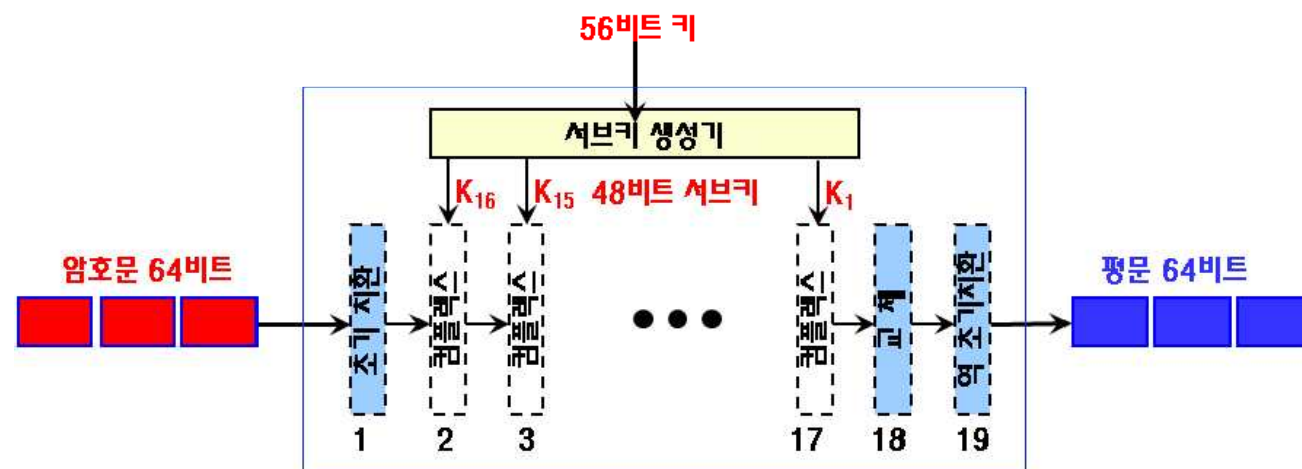 56비트 키
서브키 생성기
K16
K15
48비트 서브키
K1
암호문 64비트
초기 치환
컴플렉스
컴플렉스
컴플렉스
교 체
역 초기치환
평문 64비트
1
2
3
17
18
19